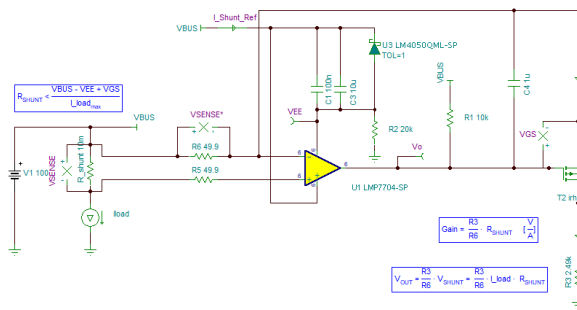 I_Shunt_Ref
VBUS
U3 LM4050QML-SP
TOL=1
C1 100n
C3 10u
C4 1u
VBUS
VEE
R2 20k
R1 10k
R_SHUNT < (VBUS - VEE + VGS) / I_load_max
VBUS
VSENSE*
R6 49.9
R5 49.9
VSENSE
R_shunt 10m
V1 100
Iload
6
6
6
U1 LMP7704-SP
Vo
VGS
T2 irh
Gain = R3/R6 · R_SHUNT [V/A]
V_OUT = R3/R6 · V_SHUNT = R3/R6 · I_load · R_SHUNT
R3 2.49k